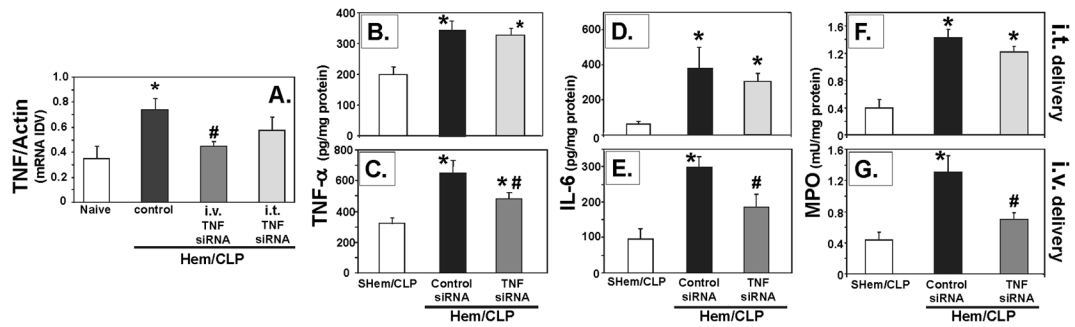 A.
TNF/Actin
(mRNA IDV)
1.0
0.8
0.6
0.4
0.2
0
*
#
Naive
control
i.v.
TNF
siRNA
i.t.
TNF
siRNA
Hem/CLP
B.
400
300
200
100
0
*
*
C.
800
600
400
200
0
*
*#
TNF-α (pg/mg protein)
SHem/CLP
Control
siRNA
TNF
siRNA
Hem/CLP
D.
600
400
200
0
*
*
E.
300
200
100
0
*
#
IL-6 (pg/mg protein)
SHem/CLP
Control
siRNA
TNF
siRNA
Hem/CLP
F.
1.6
1.2
0.8
0.4
0
*
*
G.
1.6
1.2
0.8
0.4
0
*
#
MPO (mU/mg protein)
SHem/CLP
Control
siRNA
TNF
siRNA
Hem/CLP
i.t. delivery
i.v. delivery